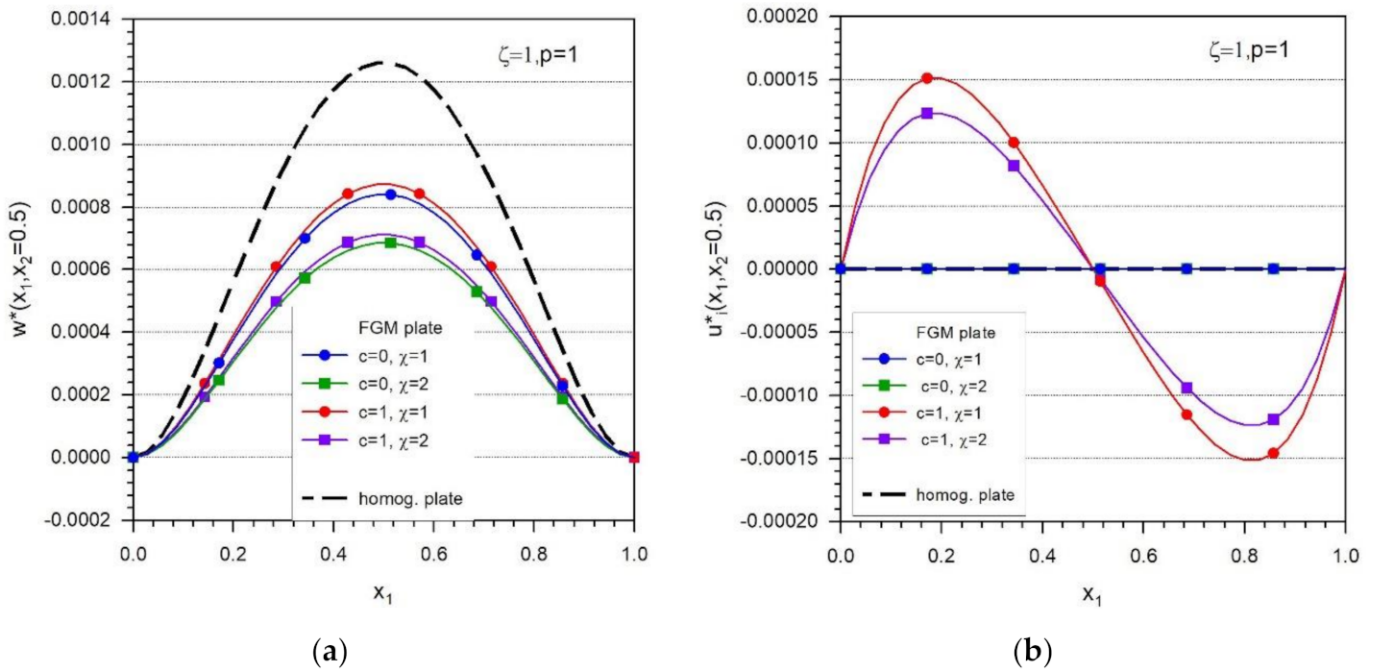 0.0014
0.0012
0.0010
0.0008
0.0006
0.0004
0.0002
0.0000
-0.0002
w*(x1,x2=0.5)
ζ=1,p=1
FGM plate
c=0, χ=1
c=0, χ=2
c=1, χ=1
c=1, χ=2
homog. plate
0.0 0.2 0.4 0.6 0.8 1.0
x1
(a)
0.00020
0.00015
0.00010
0.00005
0.00000
-0.00005
-0.00010
-0.00015
-0.00020
u*i(x1,x2=0.5)
ζ=1,p=1
FGM plate
c=0, χ=1
c=0, χ=2
c=1, χ=1
c=1, χ=2
homog. plate
0.0 0.2 0.4 0.6 0.8 1.0
x1
(b)